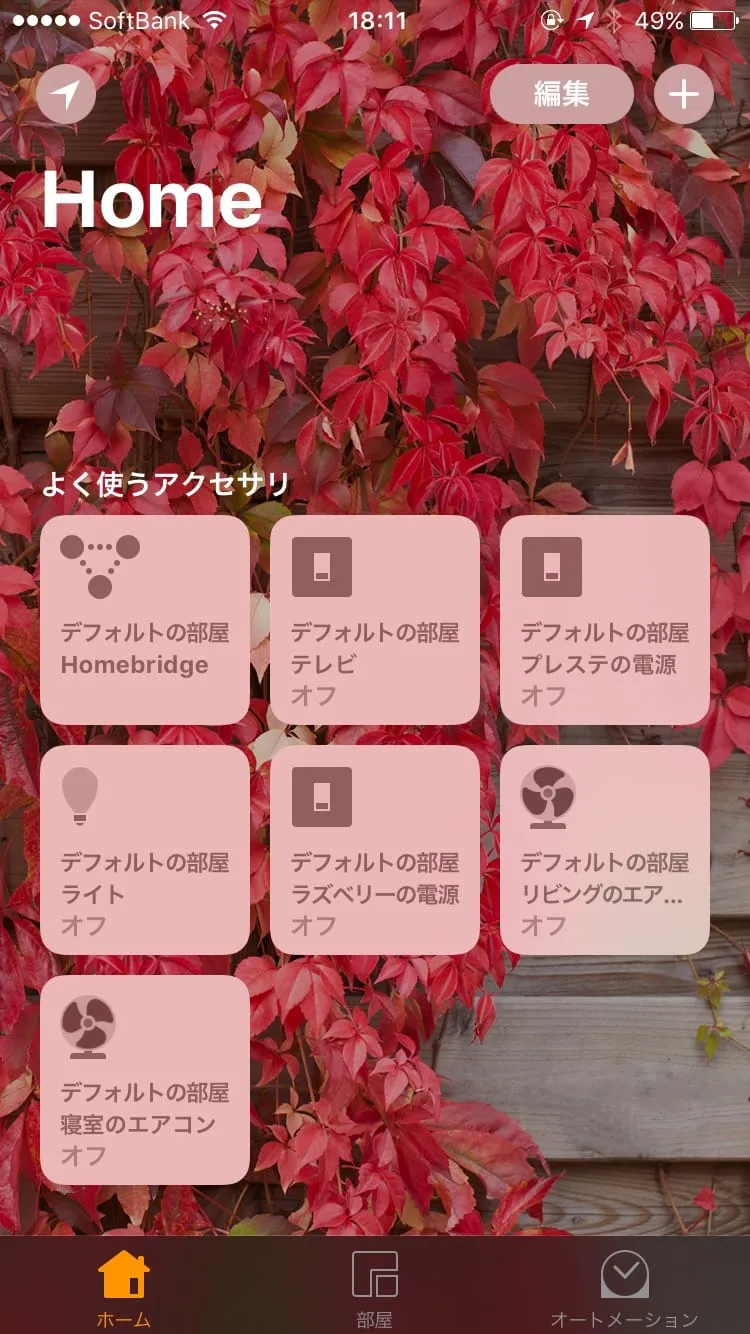 SoftBank 18:11 49%
編集
Home
よく使うアクセサリ
デフォルトの部屋
Homebridge
デフォルトの部屋
テレビ
オフ
デフォルトの部屋
プレステの電源
オフ
デフォルトの部屋
ライト
オフ
デフォルトの部屋
ラズベリーの電源
オフ
デフォルトの部屋
リビングのエア...
オフ
デフォルトの部屋
寝室のエアコン
オフ
ホーム
部屋
オートメーション